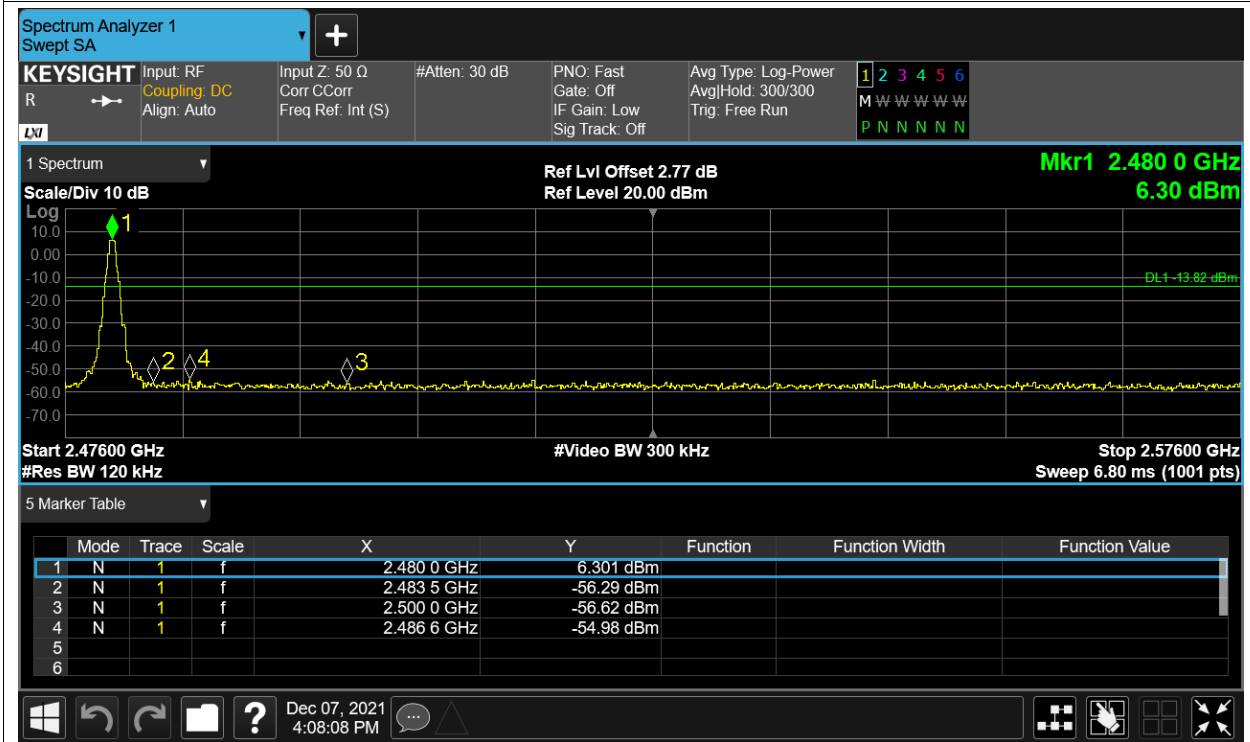 Spectrum Analyzer 1
Swept SA
+
KEYSIGHT Input: RF Input Z: 50 Ω #Atten: 30 dB PNO: Fast Avg Type: Log-Power 1 2 3 4 5 6
R Coupling: DC Corr CCorr Gate: Off Avg|Hold: 300/300 M W W W W W
Align: Auto Freq Ref: Int (S) IF Gain: Low Trig: Free Run
LXI Sig Track: Off P N N N N N
1 Spectrum Ref Lvl Offset 2.77 dB Mkr1 2.480 0 GHz
Scale/Div 10 dB Ref Level 20.00 dBm 6.30 dBm
Log
1
10.0
0.00
-10.0 DL1 -13.82 dBm
-20.0
-30.0
-40.0
2 4 3
-50.0
-60.0
-70.0
Start 2.47600 GHz #Video BW 300 kHz Stop 2.57600 GHz
#Res BW 120 kHz Sweep 6.80 ms (1001 pts)
5 Marker Table
Mode Trace Scale X Y Function Function Width Function Value
1 N 1 f 2.480 0 GHz 6.301 dBm
2 N 1 f 2.483 5 GHz -56.29 dBm
3 N 1 f 2.500 0 GHz -56.62 dBm
4 N 1 f 2.486 6 GHz -54.98 dBm
5
6
? Dec 07, 2021
4:08:08 PM